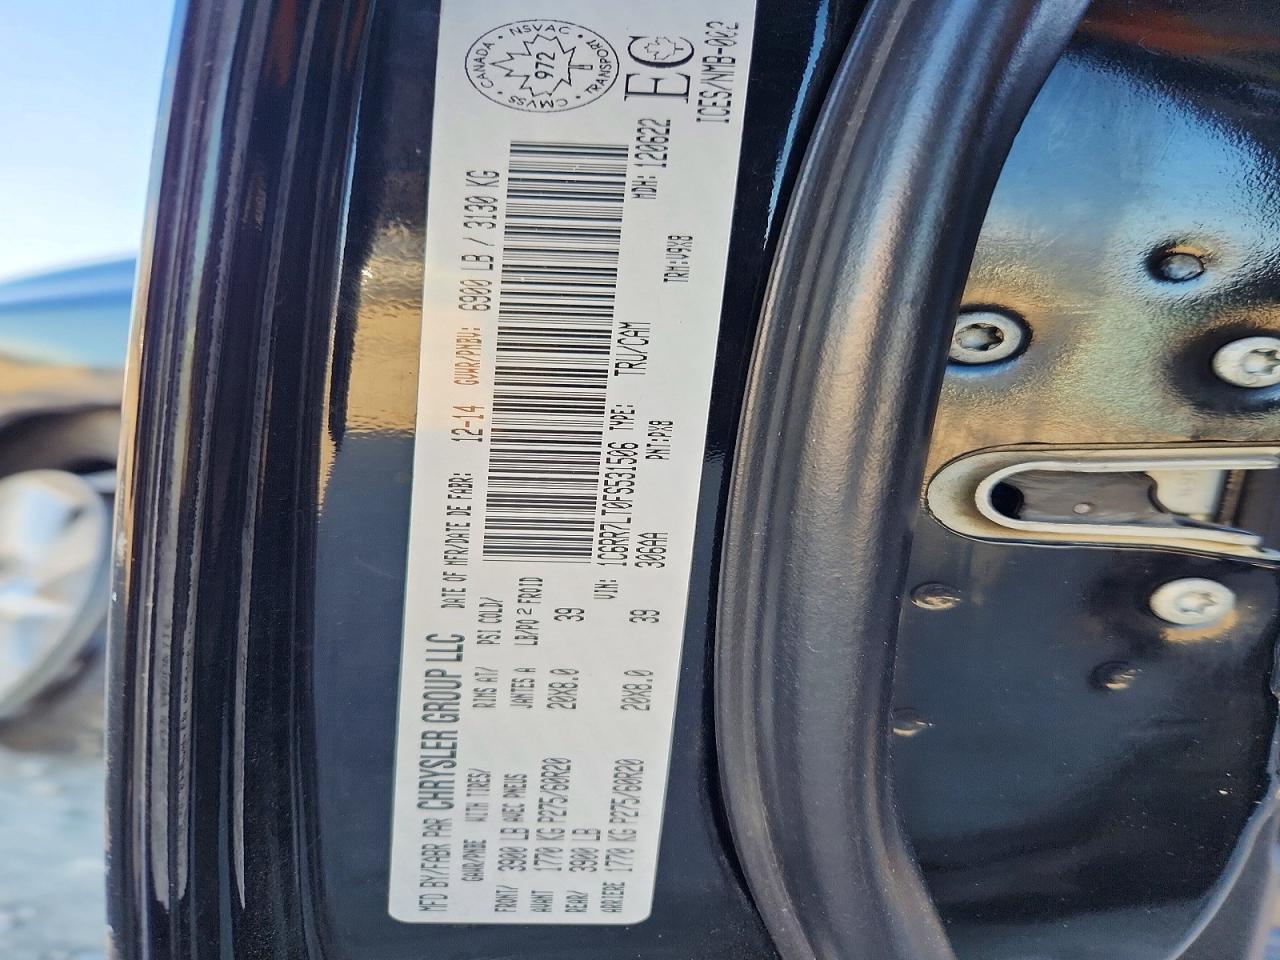 MFD BY/FABR PAR CHRYSLER GROUP LLC
DATE OF MFR/DATE DE FABR: 12-14 GVWR/PNBV: 6900 LB / 3130 KG
GAWR/PNBE WITH TIRES/ RIMS AT/ PSI COLD/
FRONT/ 3900 LB AVEC PNEUS JANTES A LB/PO 2 FROID
AVANT 1770 KG P275/60R20 20X8.0 39
REAR/ 3900 LB
ARRIERE 1770 KG P275/60R20 20X8.0 39
VIN: 1C6RR7LT0FS531506 TYPE: TRU/CAM
306AA PNT:PX8 TRM:V9X8 MDH: 120622
CANADA · NSVAC · TRANSPORT · CMVSS
972
EC
ICES/NMB-002